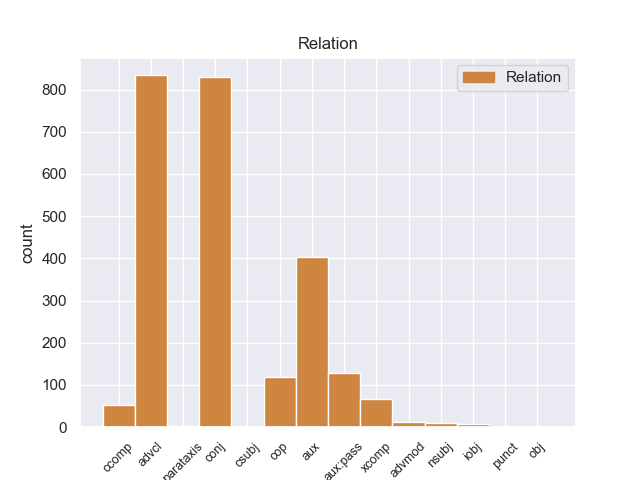 Relation
Relation
count
800
700
600
500
400
300
200
100
0
ccomp advcl parataxis conj csubj cop aux aux:pass xcomp advmod nsubj iobj punct obj